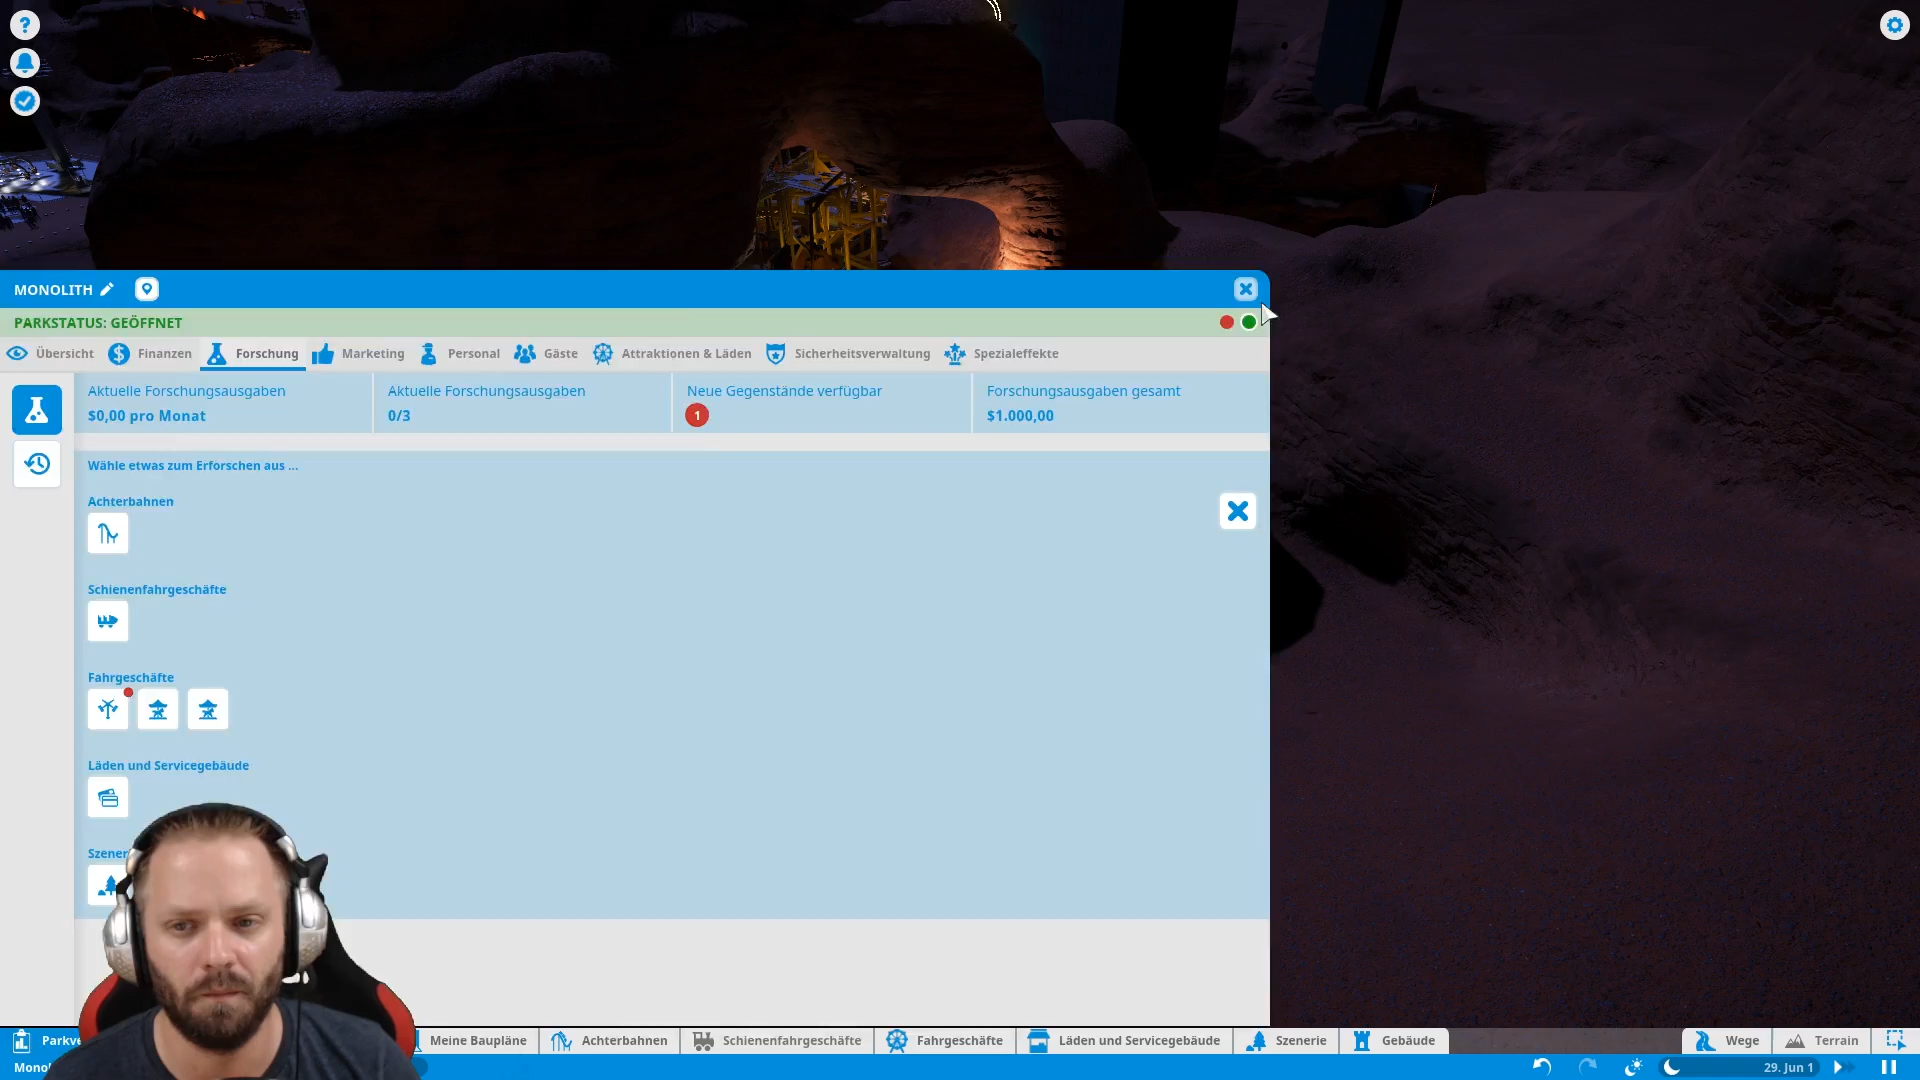 MONOLITH
PARKSTATUS: GEÖFFNET
Übersicht
Finanzen
Forschung
Marketing
Personal
Gäste
Attraktionen & Läden
Sicherheitsverwaltung
Spezialeffekte
Aktuelle Forschungsausgaben
$0,00 pro Monat
Aktuelle Forschungsausgaben
0/3
Neue Gegenstände verfügbar
1
Forschungsausgaben gesamt
$1.000,00
Wähle etwas zum Erforschen aus ...
Achterbahnen
Schienenfahrgeschäfte
Fahrgeschäfte
Läden und Servicegebäude
Meine Baupläne
Achterbahnen
Schienenfahrgeschäfte
Fahrgeschäfte
Läden und Servicegebäude
Szenerie
Gebäude
Wege
Terrain
29. Jun 1